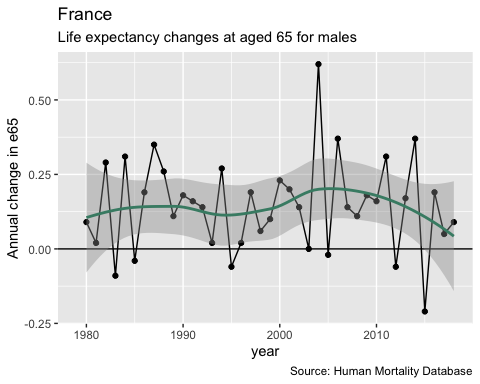 France
Life expectancy changes at aged 65 for males
Annual change in e65
0.50
0.25
0.00
-0.25
1980
1990
2000
2010
year
Source: Human Mortality Database